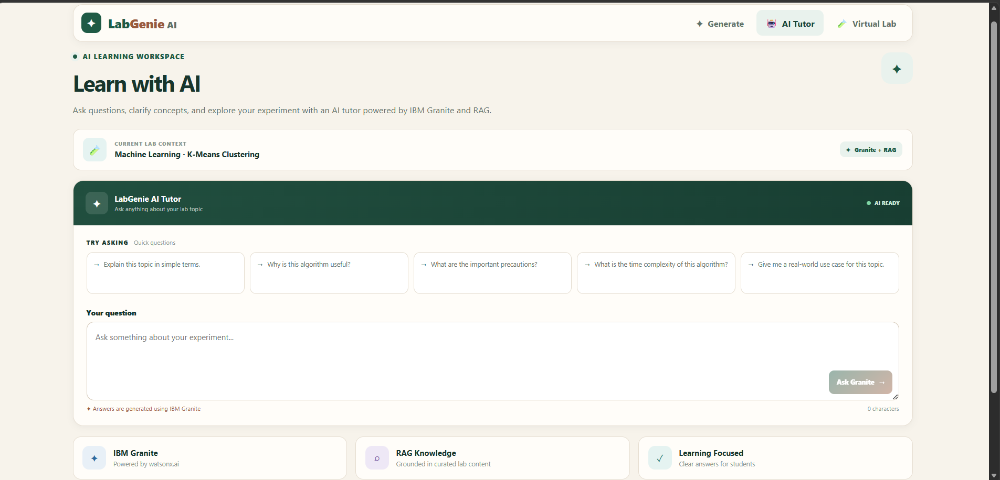 LabGenie AI
Generate
AI Tutor
Virtual Lab
AI LEARNING WORKSPACE
Learn with AI
Ask questions, clarify concepts, and explore your experiment with an AI tutor powered by IBM Granite and RAG.
CURRENT LAB CONTEXT
Machine Learning · K-Means Clustering
Granite + RAG
LabGenie AI Tutor
Ask anything about your lab topic
AI READY
TRY ASKING Quick questions
→ Explain this topic in simple terms.
→ Why is this algorithm useful?
→ What are the important precautions?
→ What is the time complexity of this algorithm?
→ Give me a real-world use case for this topic.
Your question
Ask something about your experiment...
Ask Granite →
✦ Answers are generated using IBM Granite
0 characters
IBM Granite
Powered by watsonx.ai
RAG Knowledge
Grounded in curated lab content
Learning Focused
Clear answers for students